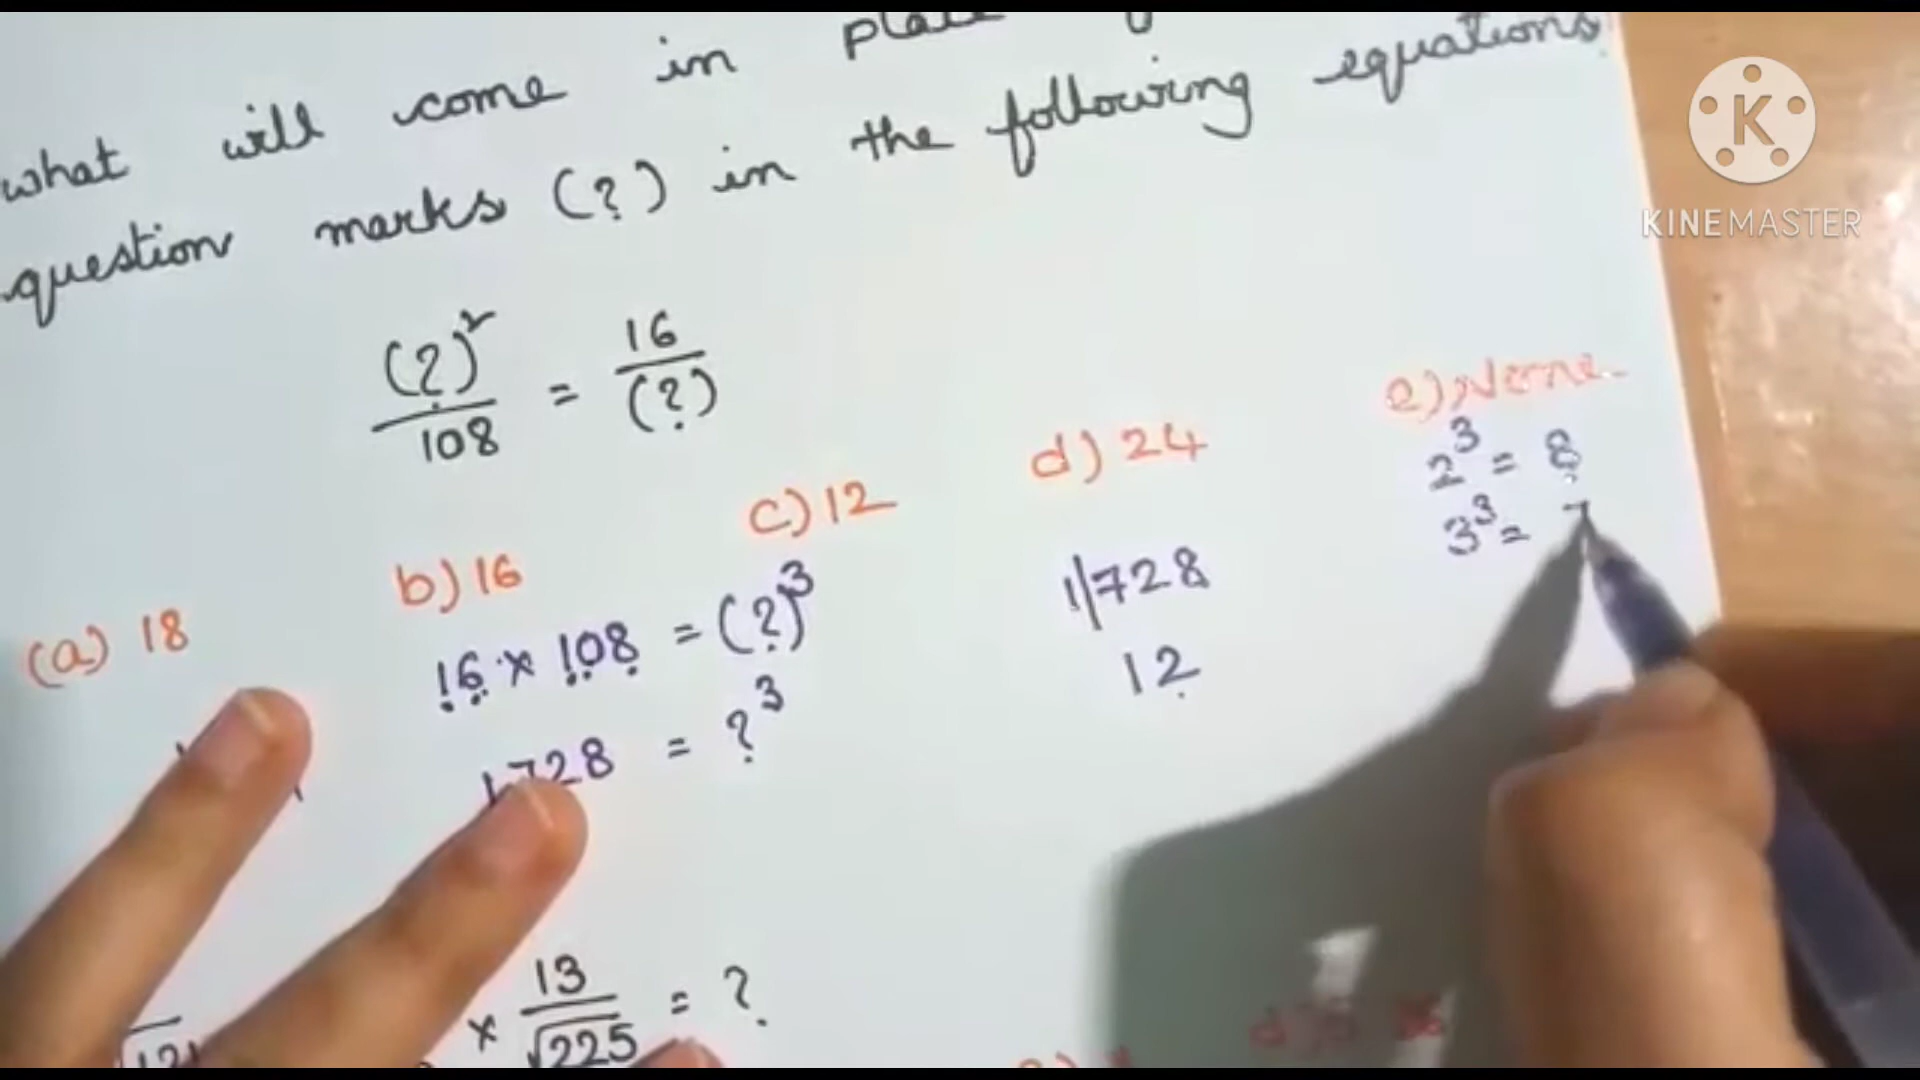 what will come in
question marks (?) in the following equations
(?)² / 108 = 16 / (?)
(a) 18 b) 16 c) 12 d) 24 e) None
16 × 108 = (?)³
1728 = ?³
1|728
12
2³ = 8
3³ =
× 13 / √225 = ?
KINEMASTER